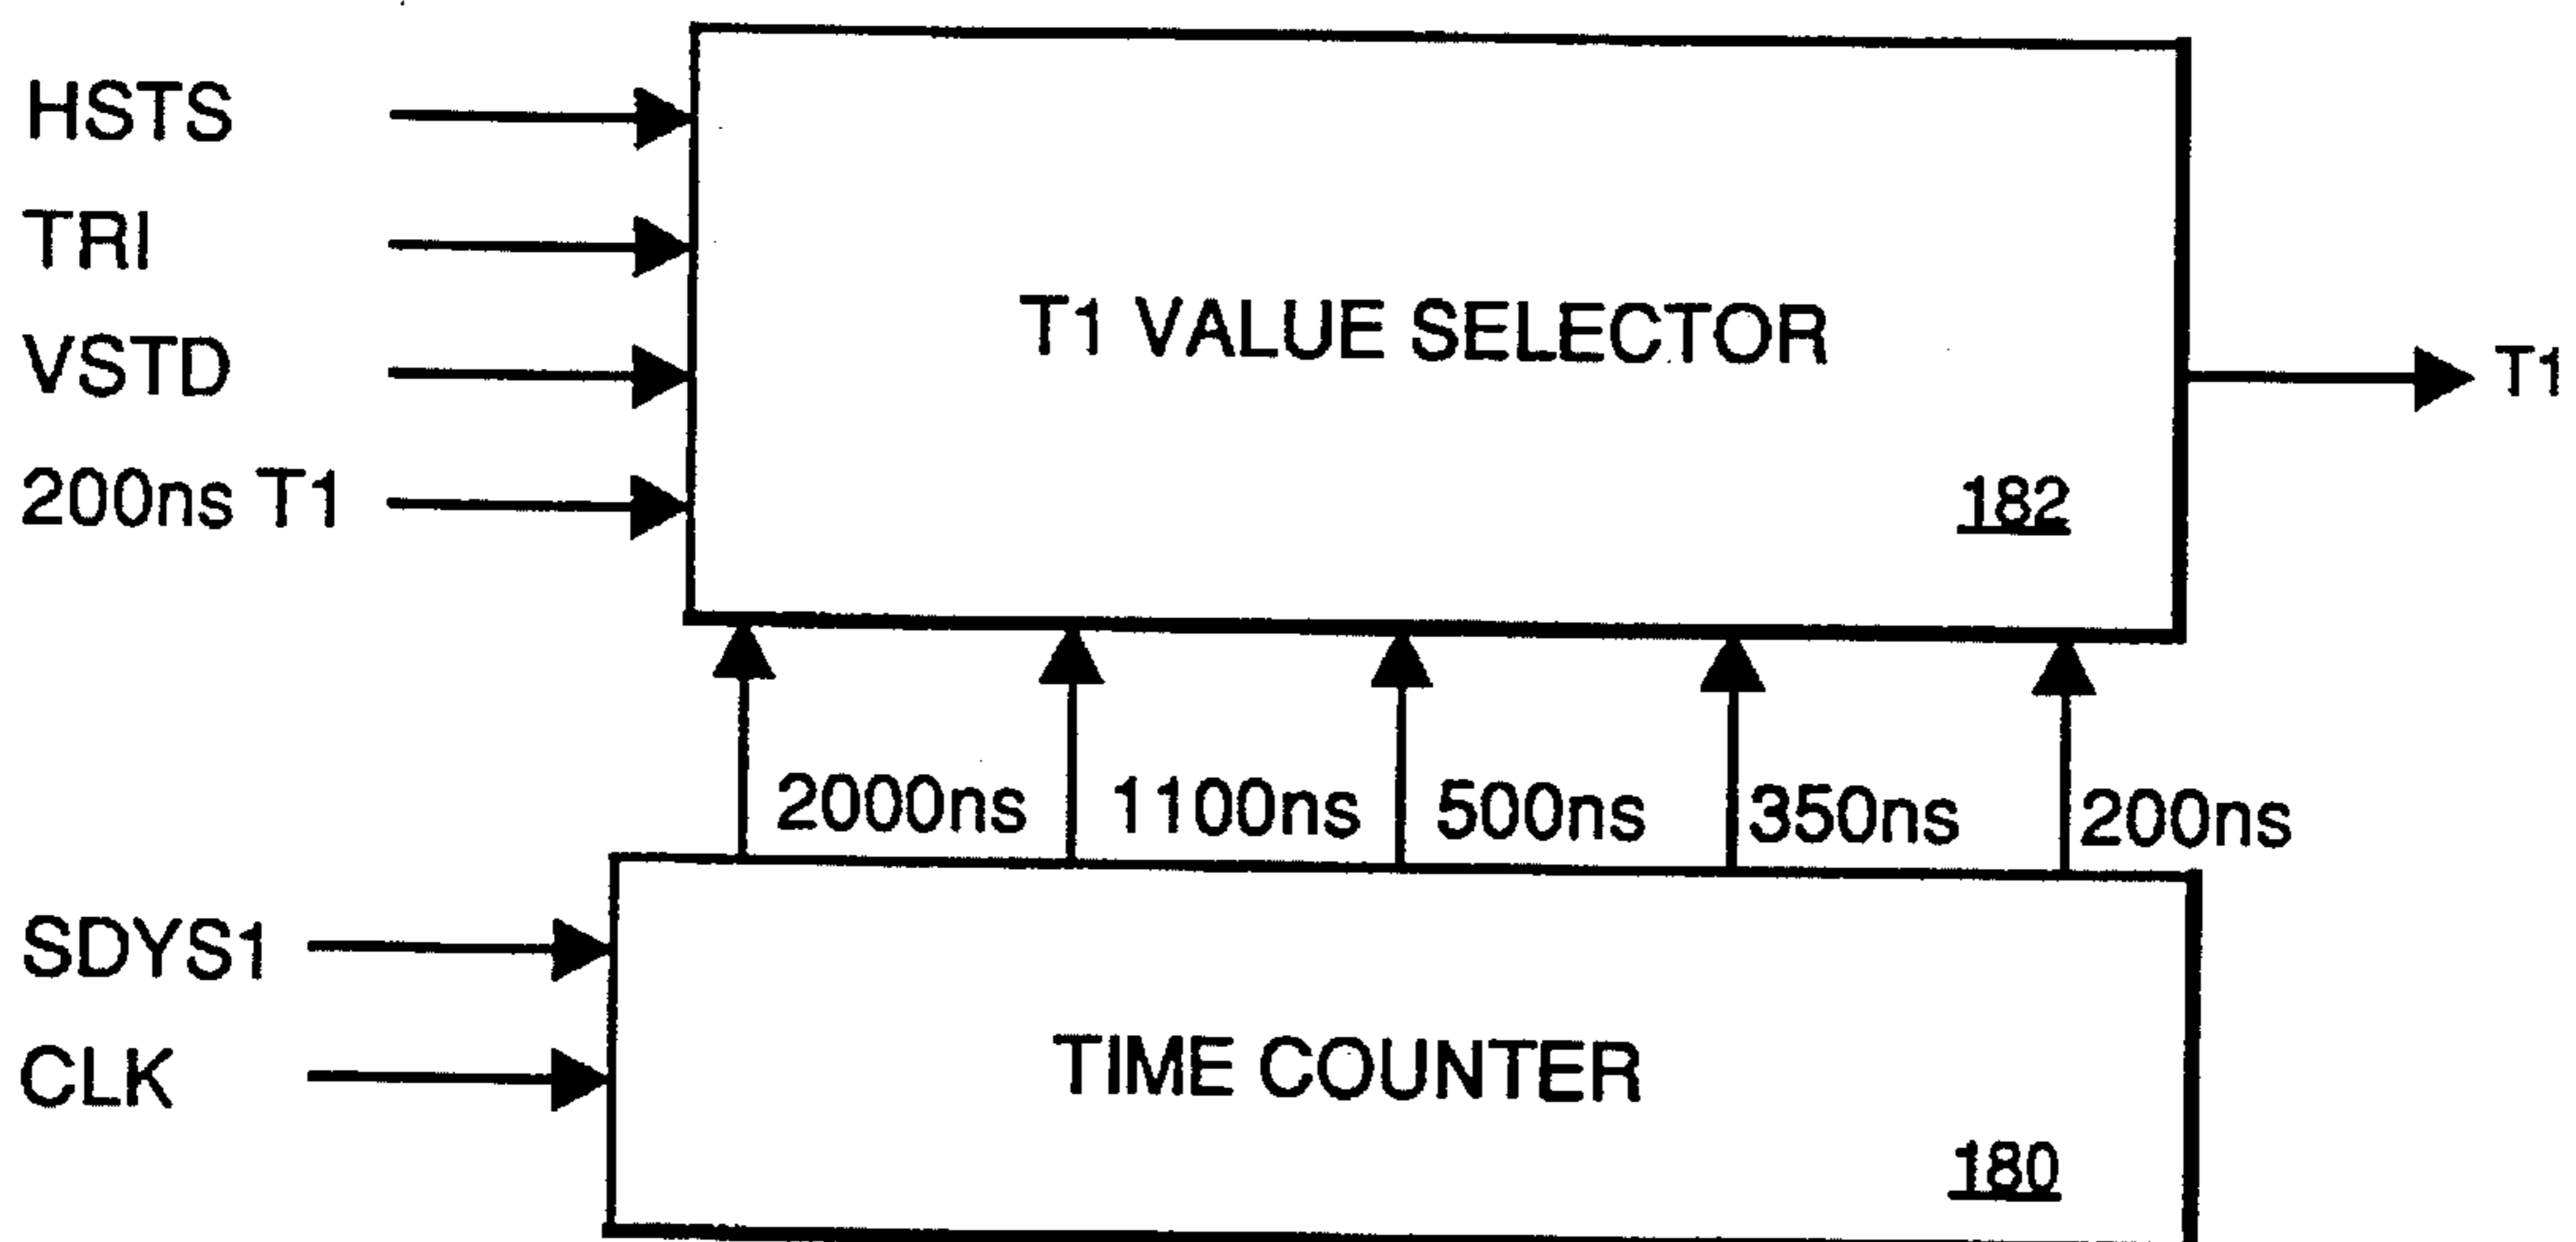 HSTS
TRI
VSTD
200ns T1
T1 VALUE SELECTOR
182
T1
2000ns 1100ns 500ns 350ns 200ns
SDYS1
CLK
TIME COUNTER
180